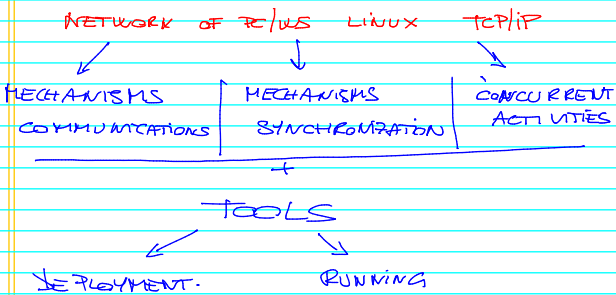 NETWORK OF PC/WS LINUX TCP/IP
MECHANISMS MECHANISMS CONCURRENT
COMMUNICATIONS SYNCHRONIZATION ACTIVITIES
+
TOOLS
DEPLOYMENT. RUNNING